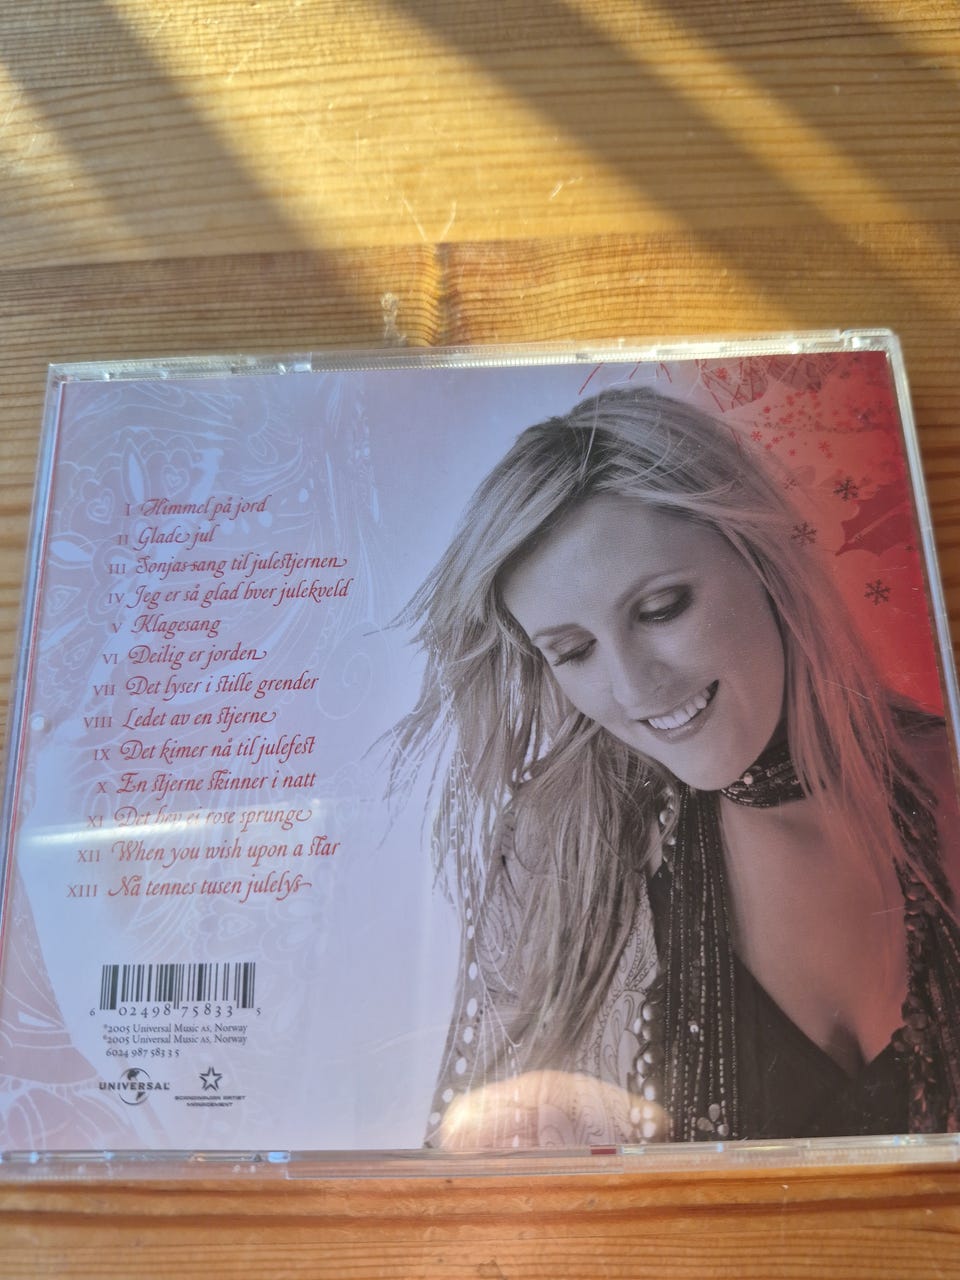 I Himmel på jord
II Glade jul
III Sonjas sang til julestjernen
IV Jeg er så glad hver julekveld
V Klagesang
VI Deilig er jorden
VII Det lyser i stille grender
VIII Ledet av en stjerne
IX Det kimer nå til julefest
X En stjerne skinner i natt
XI Det hev ei rose sprunge
XII When you wish upon a star
XIII Nå tennes tusen julelys
6 02498 75833 5
℗2005 Universal Music AS, Norway
©2005 Universal Music AS, Norway
6024 987 583 3 5
UNIVERSAL
SCANDINAVIAN ARTIST
MANAGEMENT